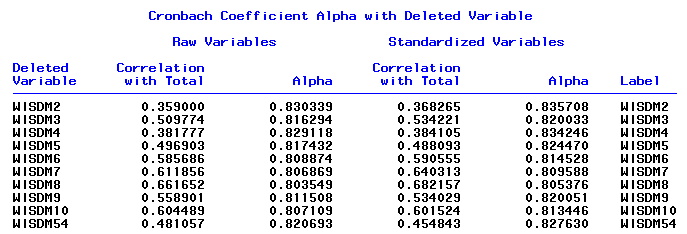 Cronbach Coefficient Alpha with Deleted Variable
Raw Variables Standardized Variables
Deleted Correlation Correlation
Variable with Total Alpha with Total Alpha Label
WISDM2 0.359000 0.830339 0.368265 0.835708 WISDM2
WISDM3 0.509774 0.816294 0.534221 0.820033 WISDM3
WISDM4 0.381777 0.829118 0.384105 0.834246 WISDM4
WISDM5 0.496903 0.817432 0.488093 0.824470 WISDM5
WISDM6 0.585686 0.808874 0.590555 0.814528 WISDM6
WISDM7 0.611856 0.806869 0.640313 0.809588 WISDM7
WISDM8 0.661652 0.803549 0.682157 0.805376 WISDM8
WISDM9 0.558901 0.811508 0.534029 0.820051 WISDM9
WISDM10 0.604489 0.807109 0.601524 0.813446 WISDM10
WISDM54 0.481057 0.820693 0.454843 0.827630 WISDM54